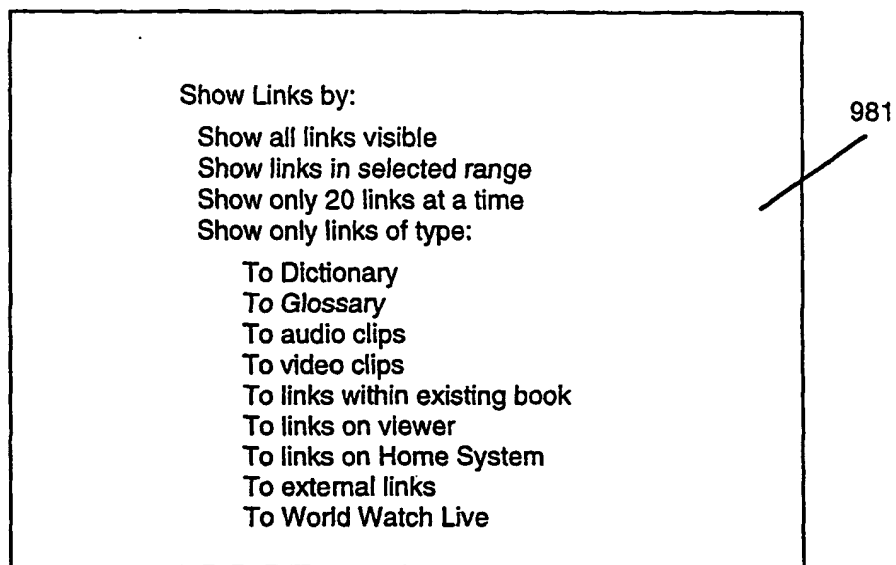 Show Links by:
981
Show all links visible
Show links in selected range
Show only 20 links at a time
Show only links of type:
To Dictionary
To Glossary
To audio clips
To video clips
To links within existing book
To links on viewer
To links on Home System
To external links
To World Watch Live